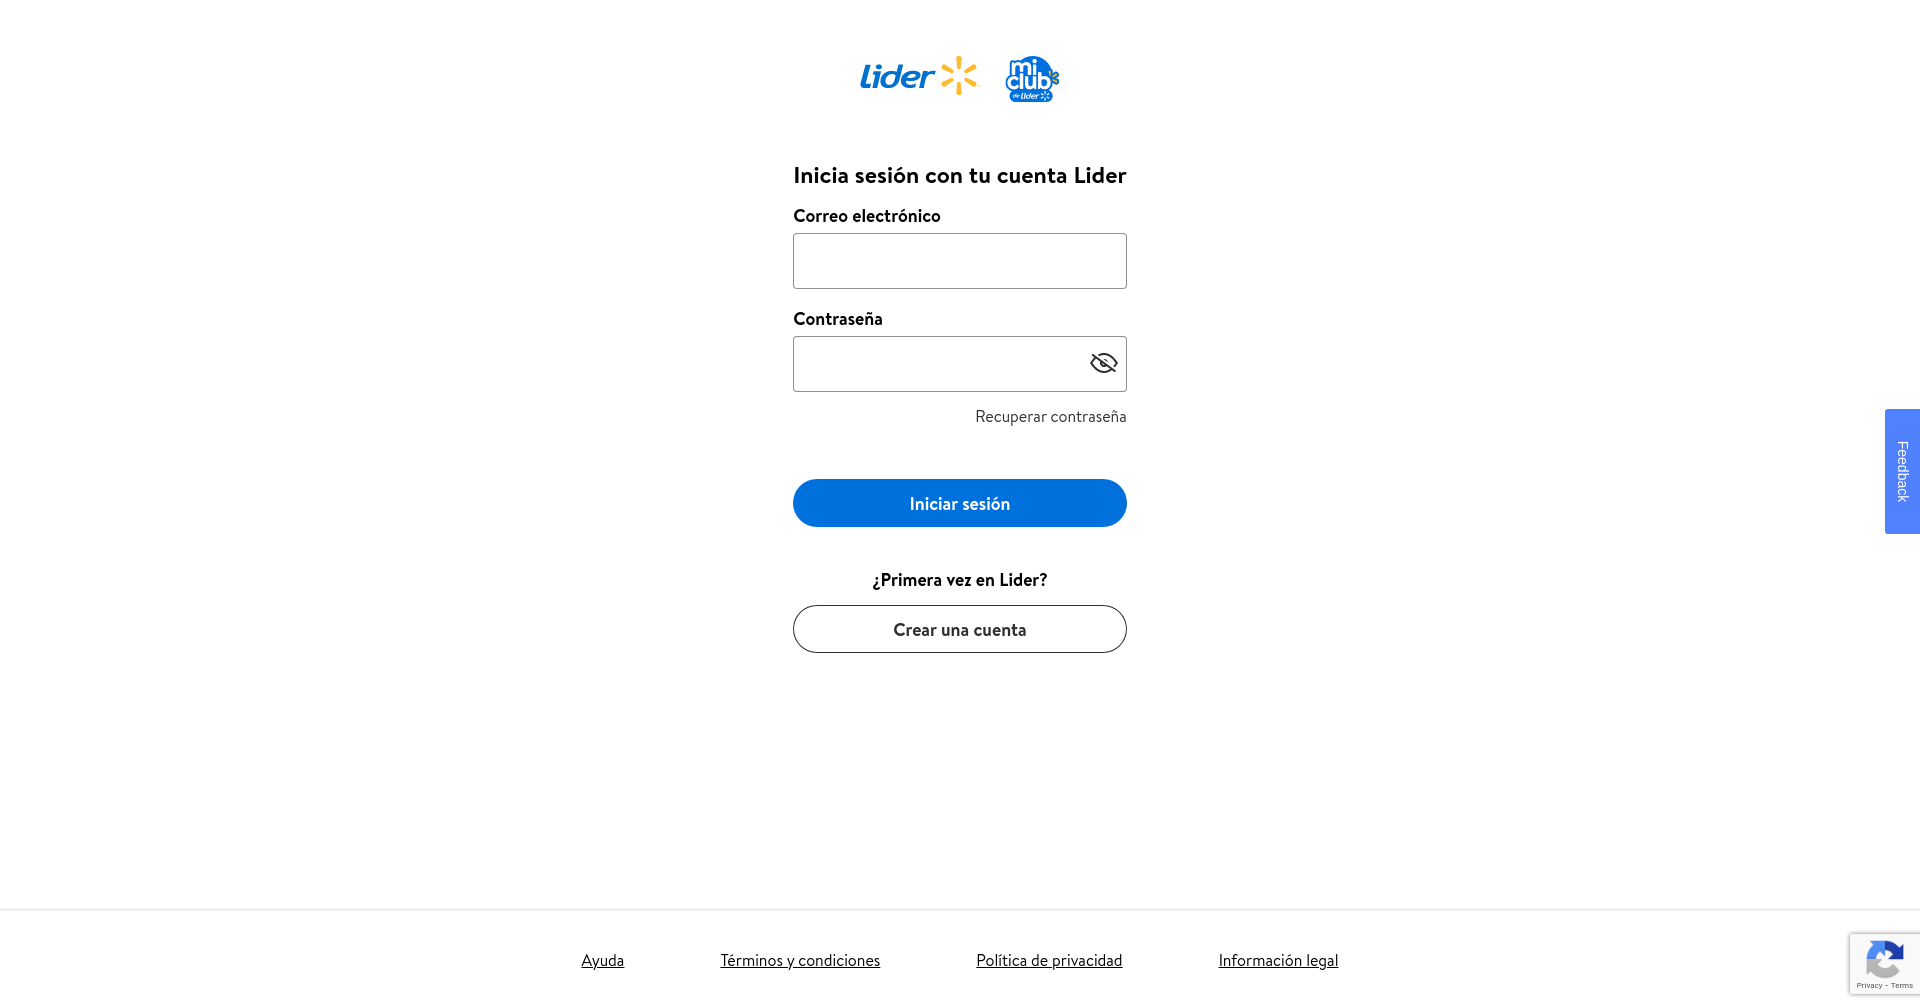 Lider
mi
club
de lider
Inicia sesión con tu cuenta Lider
Correo electrónico
Contraseña
Recuperar contraseña
Iniciar sesión
¿Primera vez en Lider?
Crear una cuenta
Feedback
Ayuda
Términos y condiciones
Política de privacidad
Información legal
Privacy - Terms